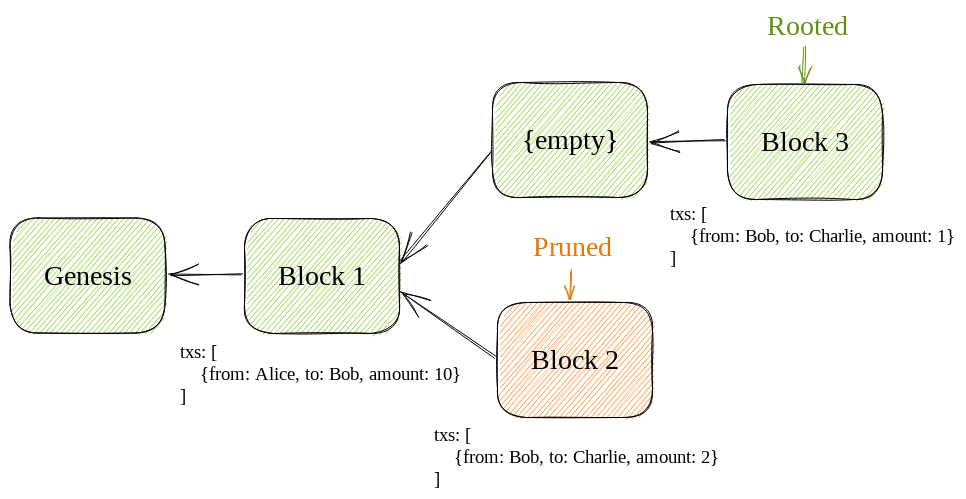 Rooted
{empty}
Block 3
txs: [
{from: Bob, to: Charlie, amount: 1}
]
Genesis
Block 1
txs: [
{from: Alice, to: Bob, amount: 10}
]
Pruned
Block 2
txs: [
{from: Bob, to: Charlie, amount: 2}
]